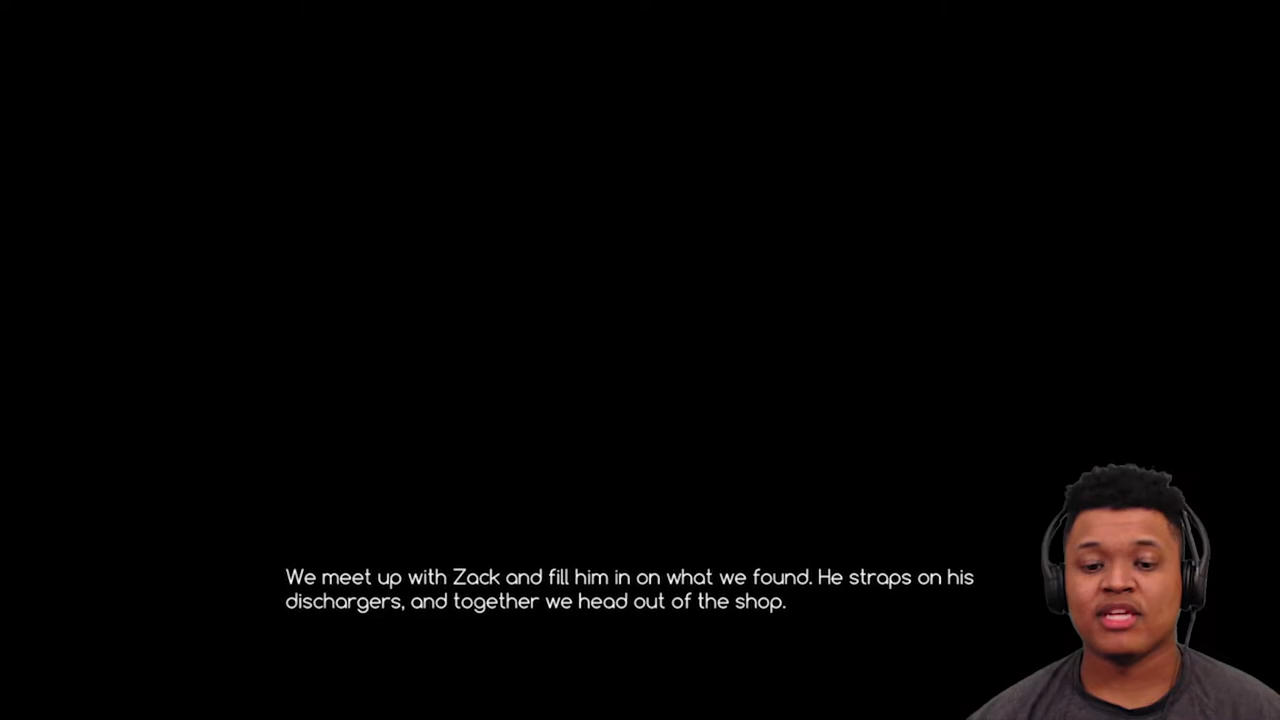 We meet up with Zack and fill him in on what we found. He straps on his
dischargers, and together we head out of the shop.